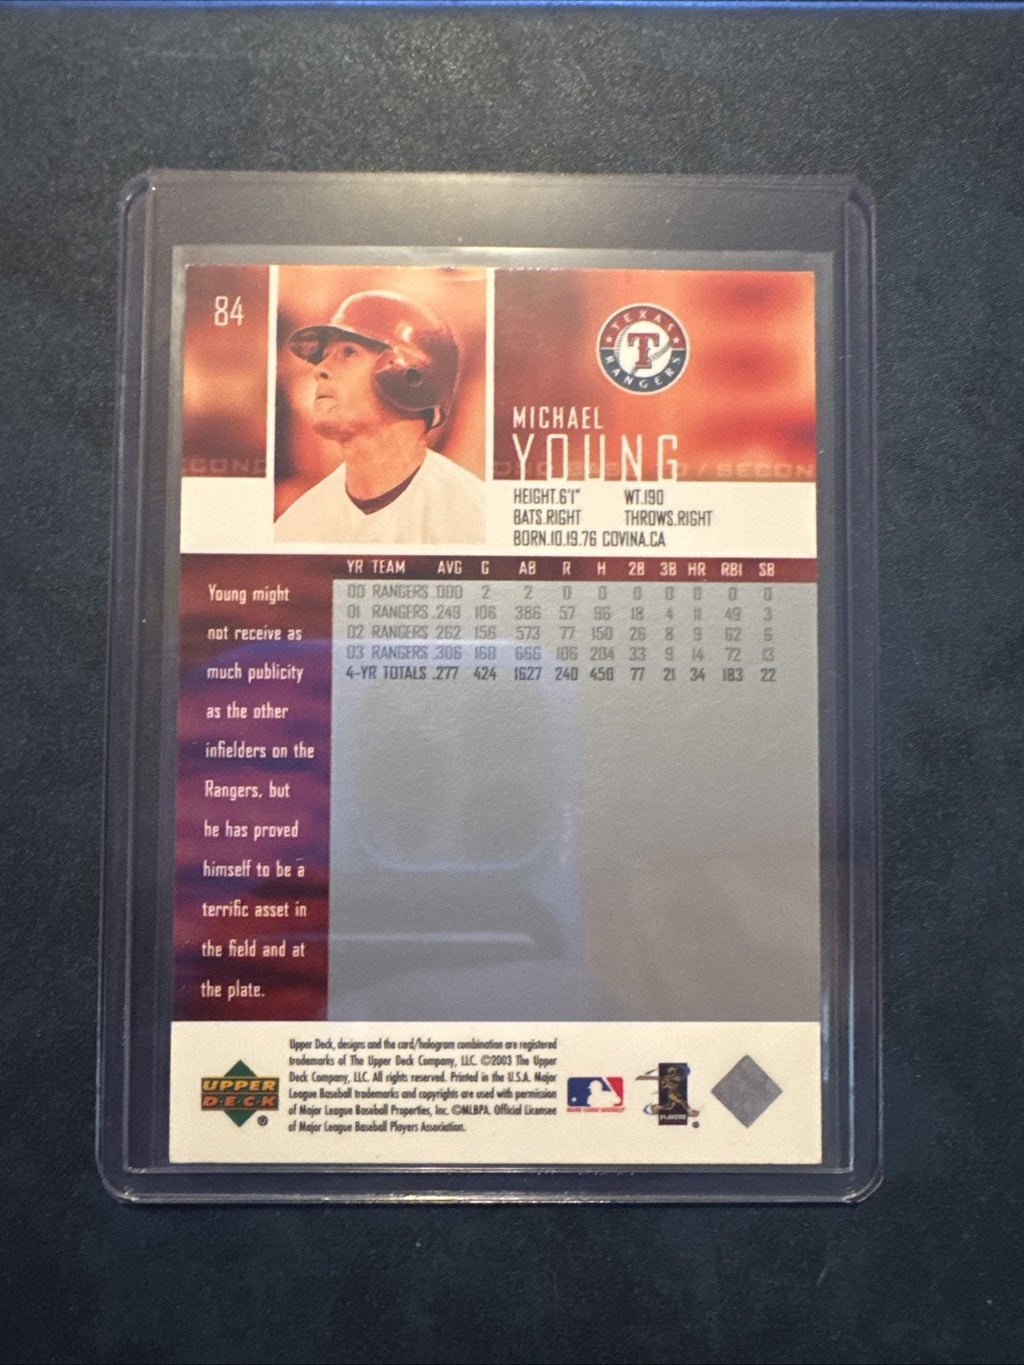 84
TEXAS
T
RANGERS
MICHAEL
YOUNG
HEIGHT.6'1" WT.190
BATS.RIGHT THROWS.RIGHT
BORN.10.19.76 COVINA.CA
YR TEAM AVG G AB R H 2B 3B HR RBI SB
00 RANGERS .000 2 2 0 0 0 0 0 0 0
01 RANGERS .249 106 386 57 96 18 4 11 49 3
02 RANGERS .262 156 573 77 150 26 8 9 62 6
03 RANGERS .306 160 666 106 204 33 9 14 72 13
4-YR TOTALS .277 424 1627 240 450 77 21 34 183 22
Young might
not receive as
much publicity
as the other
infielders on the
Rangers, but
he has proved
himself to be a
terrific asset in
the field and at
the plate.
Upper Deck, designs and the card/hologram combination are registered
trademarks of The Upper Deck Company, LLC. ©2003 The Upper
Deck Company, LLC. All rights reserved. Printed in the U.S.A. Major
League Baseball trademarks and copyrights are used with permission
of Major League Baseball Properties, Inc. ©MLBPA. Official Licensee
of Major League Baseball Players Association.
UPPER
DECK
®
MAJOR LEAGUE BASEBALL
PLAYERS